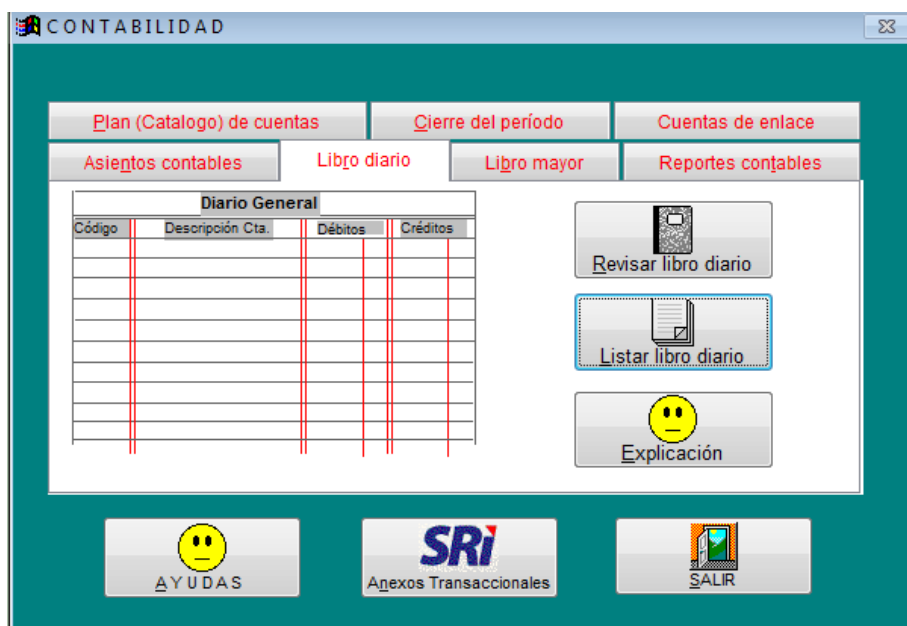 CONTABILIDAD
Plan (Catalogo) de cuentas
Cierre del período
Cuentas de enlace
Asientos contables
Libro diario
Libro mayor
Reportes contables
Diario General
Código
Descripción Cta.
Débitos
Créditos
Revisar libro diario
Listar libro diario
Explicación
AYUDAS
SRi
Anexos Transaccionales
SALIR